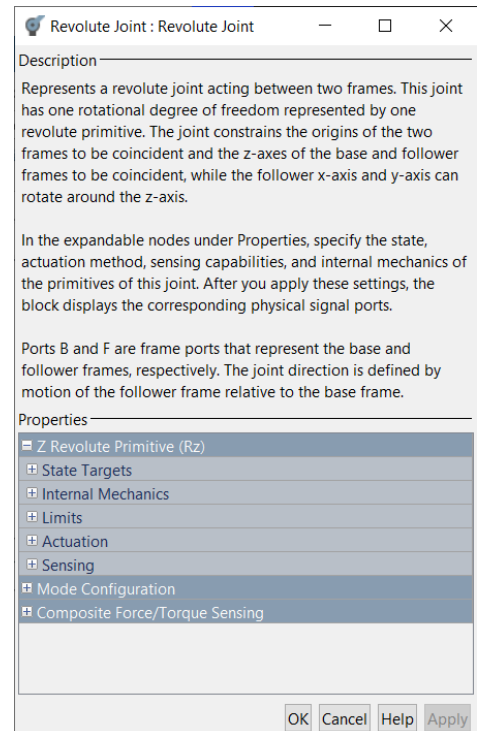 Revolute Joint : Revolute Joint
Description
Represents a revolute joint acting between two frames. This joint
has one rotational degree of freedom represented by one
revolute primitive. The joint constrains the origins of the two
frames to be coincident and the z-axes of the base and follower
frames to be coincident, while the follower x-axis and y-axis can
rotate around the z-axis.
In the expandable nodes under Properties, specify the state,
actuation method, sensing capabilities, and internal mechanics of
the primitives of this joint. After you apply these settings, the
block displays the corresponding physical signal ports.
Ports B and F are frame ports that represent the base and
follower frames, respectively. The joint direction is defined by
motion of the follower frame relative to the base frame.
Properties
Z Revolute Primitive (Rz)
State Targets
Internal Mechanics
Limits
Actuation
Sensing
Mode Configuration
Composite Force/Torque Sensing
OK Cancel Help Apply